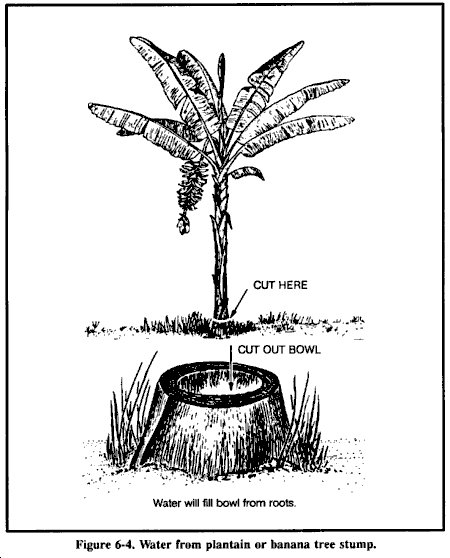 CUT HERE
CUT OUT BOWL
Water will fill bowl from roots.
Figure 6-4. Water from plantain or banana tree stump.